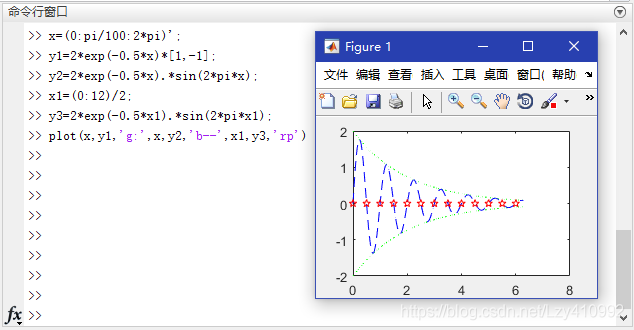 命令行窗口
>> x=(0:pi/100:2*pi)';
>> y1=2*exp(-0.5*x)*[1,-1];
>> y2=2*exp(-0.5*x).*sin(2*pi*x);
>> x1=(0:12)/2;
>> y3=2*exp(-0.5*x1).*sin(2*pi*x1);
>> plot(x,y1,'g:',x,y2,'b--',x1,y3,'rp')
>>
>>
>>
>>
>>
>>
>>
>>
>>
fx
Figure 1
文件 编辑 查看 插入 工具 桌面 窗口( 帮助
2
1
0
-1
-2
0 2 4 6 8
https://blog.csdn.net/Lzy410992